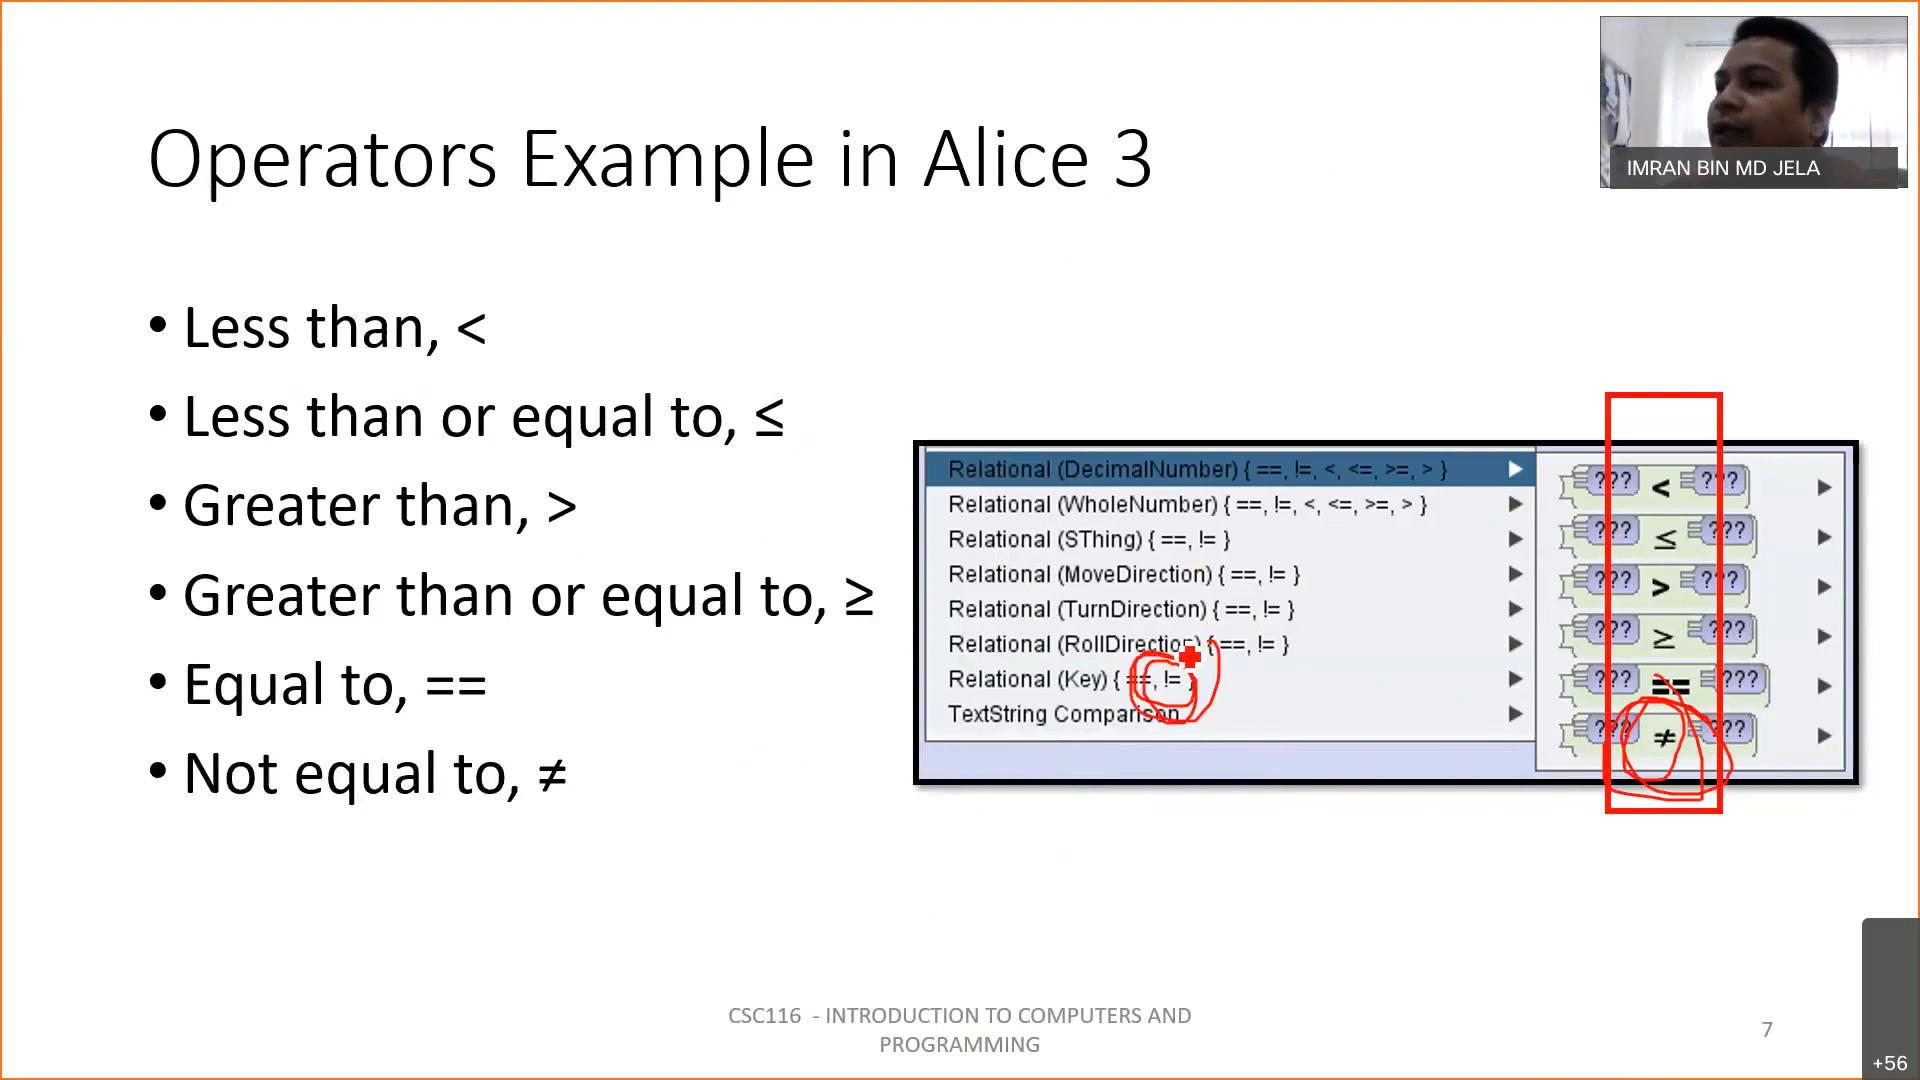 Operators Example in Alice 3
IMRAN BIN MD JELA
• Less than, <
• Less than or equal to, ≤
• Greater than, >
• Greater than or equal to, ≥
• Equal to, ==
• Not equal to, ≠
Relational (DecimalNumber) { ==, !=, <, <=, >=, > }
Relational (WholeNumber) { ==, !=, <, <=, >=, > }
Relational (SThing) { ==, != }
Relational (MoveDirection) { ==, != }
Relational (TurnDirection) { ==, != }
Relational (RollDirection) { ==, != }
Relational (Key) { ==, != }
TextString Comparison
??? < ???
??? ≤ ???
??? > ???
??? ≥ ???
??? == ???
??? ≠ ???
CSC116 - INTRODUCTION TO COMPUTERS AND
PROGRAMMING
7
+56